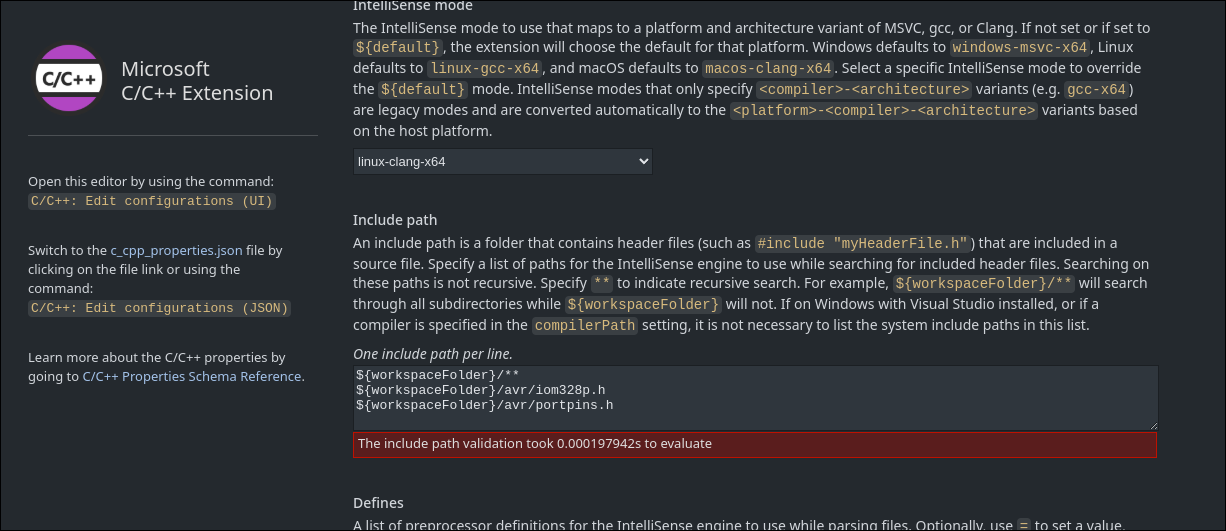 C/C++
Microsoft
C/C++ Extension
Open this editor by using the command:
C/C++: Edit configurations (UI)
Switch to the c_cpp_properties.json file by
clicking on the file link or using the
command:
C/C++: Edit configurations (JSON)
Learn more about the C/C++ properties by
going to C/C++ Properties Schema Reference.
IntelliSense mode
The IntelliSense mode to use that maps to a platform and architecture variant of MSVC, gcc, or Clang. If not set or if set to
${default}, the extension will choose the default for that platform. Windows defaults to windows-msvc-x64, Linux
defaults to linux-gcc-x64, and macOS defaults to macos-clang-x64. Select a specific IntelliSense mode to override
the ${default} mode. IntelliSense modes that only specify <compiler>-<architecture> variants (e.g. gcc-x64)
are legacy modes and are converted automatically to the <platform>-<compiler>-<architecture> variants based
on the host platform.
linux-clang-x64
Include path
An include path is a folder that contains header files (such as #include "myHeaderFile.h") that are included in a
source file. Specify a list of paths for the IntelliSense engine to use while searching for included header files. Searching on
these paths is not recursive. Specify ** to indicate recursive search. For example, ${workspaceFolder}/** will search
through all subdirectories while ${workspaceFolder} will not. If on Windows with Visual Studio installed, or if a
compiler is specified in the compilerPath setting, it is not necessary to list the system include paths in this list.
One include path per line.
${workspaceFolder}/**
${workspaceFolder}/avr/iom328p.h
${workspaceFolder}/avr/portpins.h
The include path validation took 0.000197942s to evaluate
Defines
A list of preprocessor definitions for the IntelliSense engine to use while parsing files. Optionally, use = to set a value,